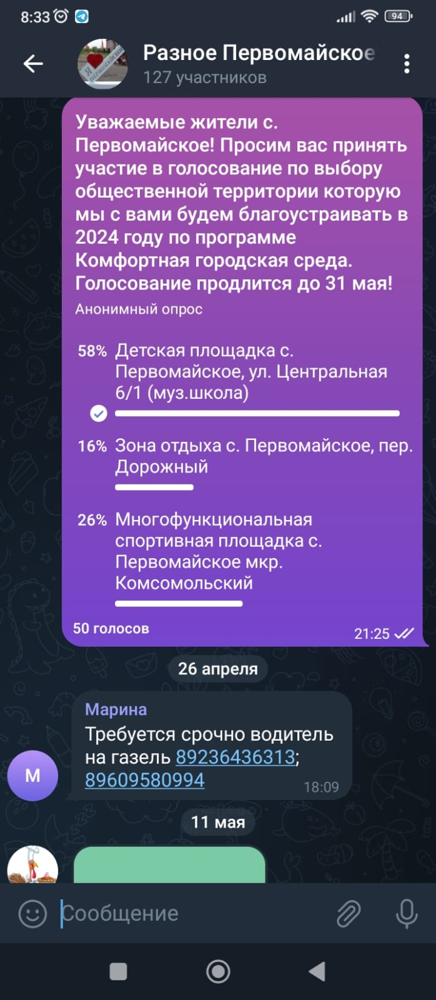 8:33
94
Разное Первомайское
127 участников
Уважаемые жители с.
Первомайское! Просим вас принять
участие в голосование по выбору
общественной территории которую
мы с вами будем благоустраивать в
2024 году по программе
Комфортная городская среда.
Голосование продлится до 31 мая!
Анонимный опрос
58% Детская площадка с.
Первомайское, ул. Центральная
6/1 (муз.школа)
16% Зона отдыха с. Первомайское, пер.
Дорожный
26% Многофункциональная
спортивная площадка с.
Первомайское мкр.
Комсомольский
50 голосов
21:25
26 апреля
Марина
Требуется срочно водитель
на газель 89236436313;
89609580994
18:09
М
11 мая
Сообщение